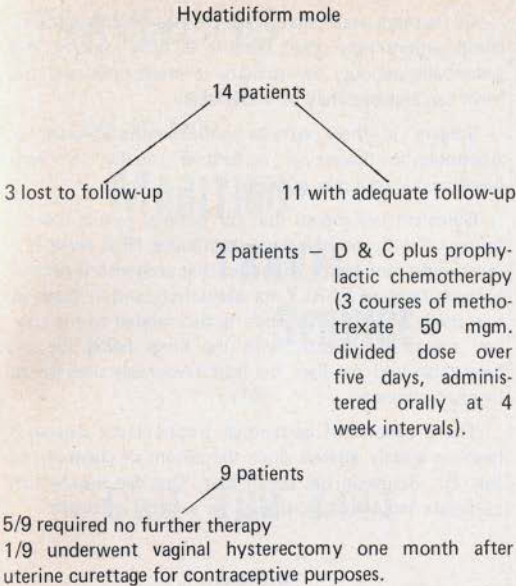 Hydatidiform mole
14 patients
3 lost to follow-up 11 with adequate follow-up
2 patients — D & C plus prophy-
lactic chemotherapy
(3 courses of metho-
trexate 50 mgm.
divided dose over
five days, adminis-
tered orally at 4
week intervals).
9 patients
5/9 required no further therapy
1/9 underwent vaginal hysterectomy one month after
uterine curettage for contraceptive purposes.